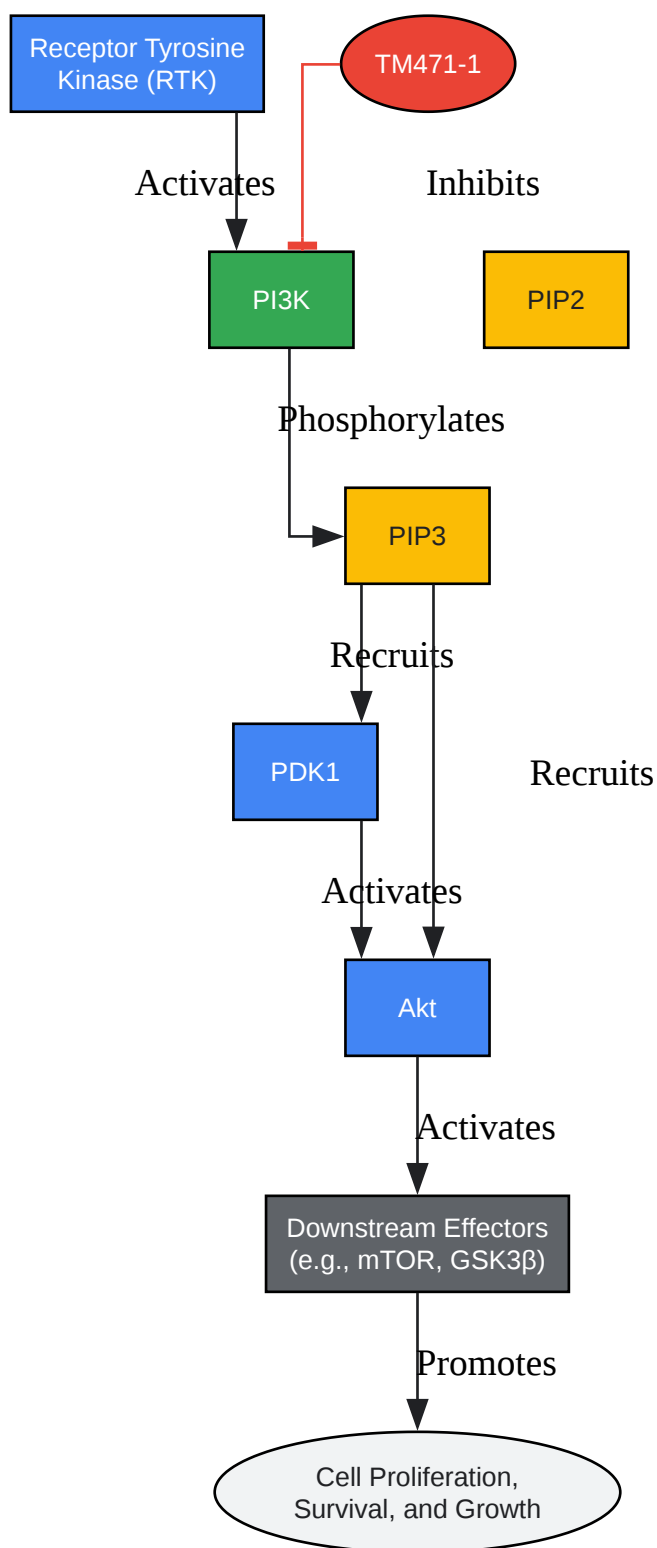 Receptor Tyrosine
Kinase (RTK)
TM471-1
Activates
Inhibits
PI3K
PIP2
Phosphorylates
PIP3
Recruits
PDK1
Recruits
Activates
Akt
Activates
Downstream Effectors
(e.g., mTOR, GSK3β)
Promotes
Cell Proliferation,
Survival, and Growth